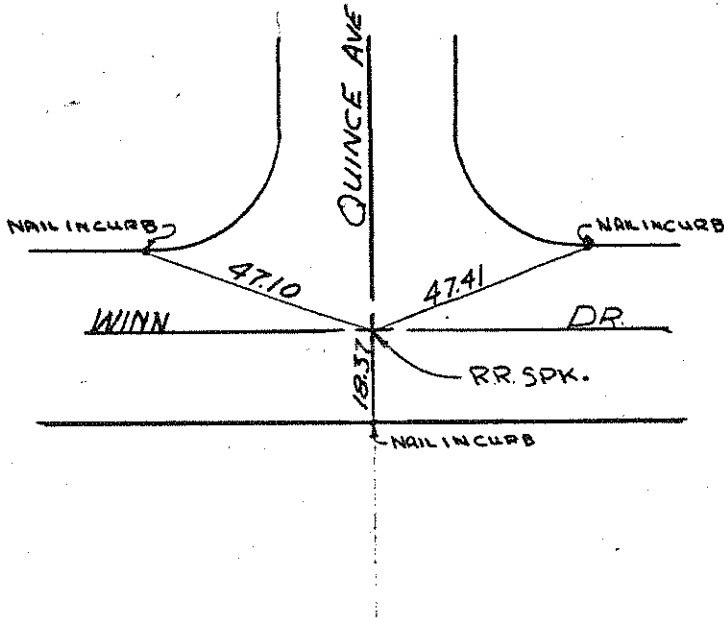 QUINCE AVE
NAIL IN CURB
NAIL IN CURB
47.10
47.41
WINN
DR.
18.37
R.R. SPK.
NAIL IN CURB